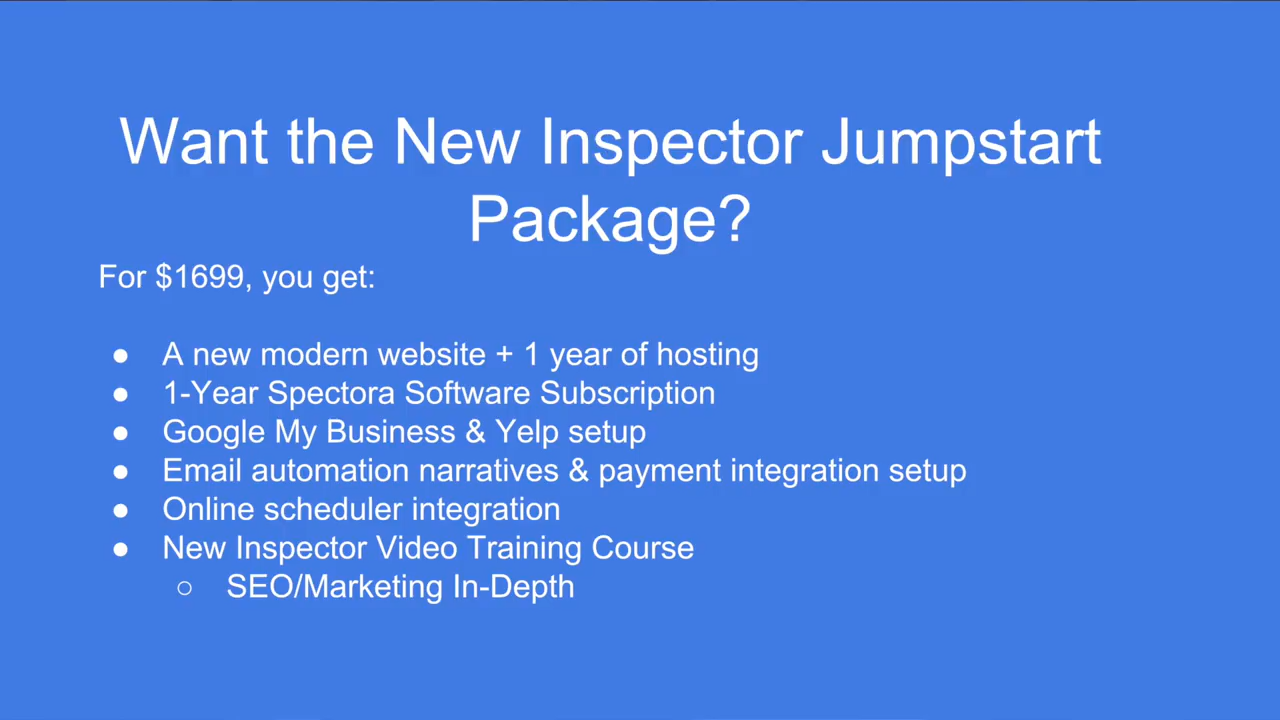 Want the New Inspector Jumpstart
Package?
For $1699, you get:
● A new modern website + 1 year of hosting
● 1-Year Spectora Software Subscription
● Google My Business & Yelp setup
● Email automation narratives & payment integration setup
● Online scheduler integration
● New Inspector Video Training Course
○ SEO/Marketing In-Depth